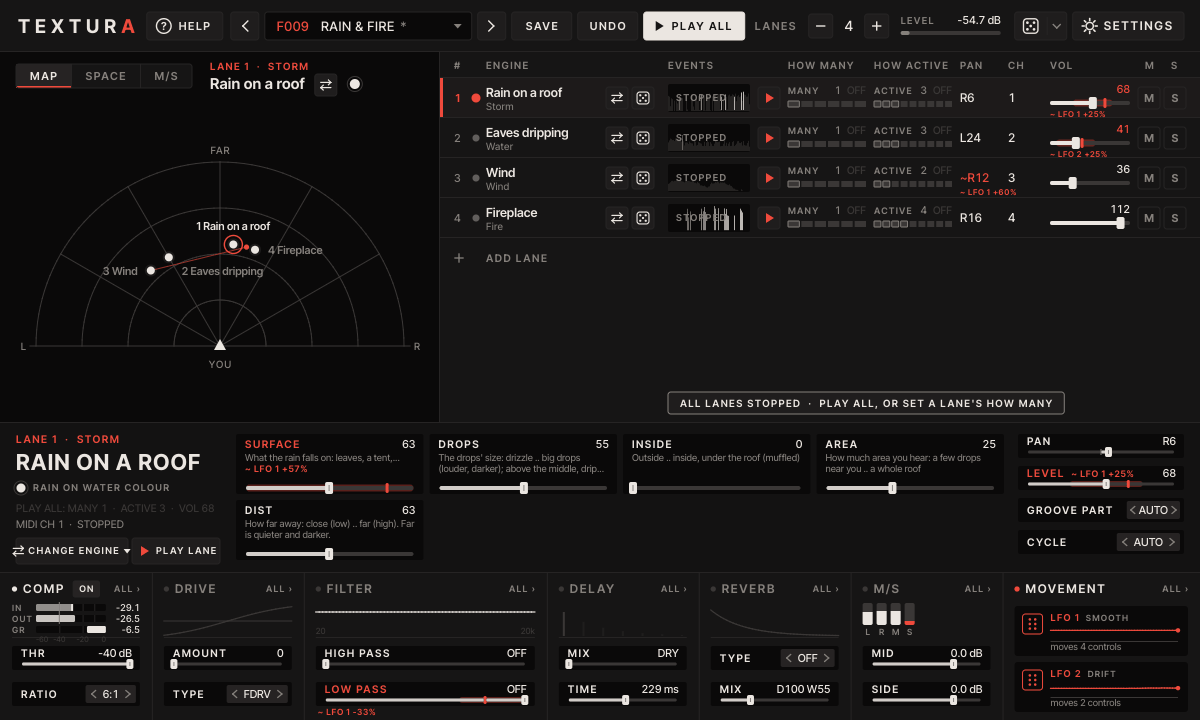 TEXTURA HELP F009 RAIN & FIRE * SAVE UNDO PLAY ALL LANES 4 LEVEL -54.7 dB SETTINGS
MAP SPACE M/S
LANE 1 · STORM
Rain on a roof
FAR
1 Rain on a roof
4 Fireplace
3 Wind
2 Eaves dripping
L
R
YOU
# ENGINE EVENTS HOW MANY HOW ACTIVE PAN CH VOL M S
1 Rain on a roof STOPPED MANY 1 OFF ACTIVE 3 OFF R6 1 68 M S
Storm
~ LFO 1 +25%
2 Eaves dripping STOPPED MANY 1 OFF ACTIVE 3 OFF L24 2 41 M S
Water
~ LFO 2 +25%
3 Wind STOPPED MANY 1 OFF ACTIVE 2 OFF ~R12 3 36 M S
Wind
~ LFO 1 +60%
4 Fireplace STOPPED MANY 1 OFF ACTIVE 4 OFF R16 4 112 M S
Fire
+ ADD LANE
ALL LANES STOPPED · PLAY ALL, OR SET A LANE'S HOW MANY
LANE 1 · STORM
RAIN ON A ROOF
RAIN ON WATER COLOUR
PLAY ALL: MANY 1 · ACTIVE 3 · VOL 68
MIDI CH 1 · STOPPED
CHANGE ENGINE PLAY LANE
SURFACE 63
What the rain falls on: leaves, a tent,...
~ LFO 1 +57%
DROPS 55
The drops' size: drizzle .. big drops
(louder, darker); above the middle, drip...
INSIDE 0
Outside .. inside, under the roof (muffled)
AREA 25
How much area you hear: a few drops
near you .. a whole roof
DIST 63
How far away: close (low) .. far (high). Far
is quieter and darker.
PAN R6
LEVEL ~ LFO 1 +25% 68
GROOVE PART < AUTO >
CYCLE < AUTO >
COMP ON ALL ›
IN -29.1
OUT -26.5
GR -6.5
-60 -40 -20 0
THR -40 dB
RATIO < 6:1 >
DRIVE ALL ›
AMOUNT 0
TYPE < FDRV >
FILTER ALL ›
20 20k
HIGH PASS OFF
LOW PASS OFF
~ LFO 1 -33%
DELAY ALL ›
MIX DRY
TIME 229 ms
REVERB ALL ›
TYPE < OFF >
MIX D100 W55
M/S ALL ›
L R M S
MID 0.0 dB
SIDE 0.0 dB
MOVEMENT ALL ›
LFO 1 SMOOTH
moves 4 controls
LFO 2 DRIFT
moves 2 controls